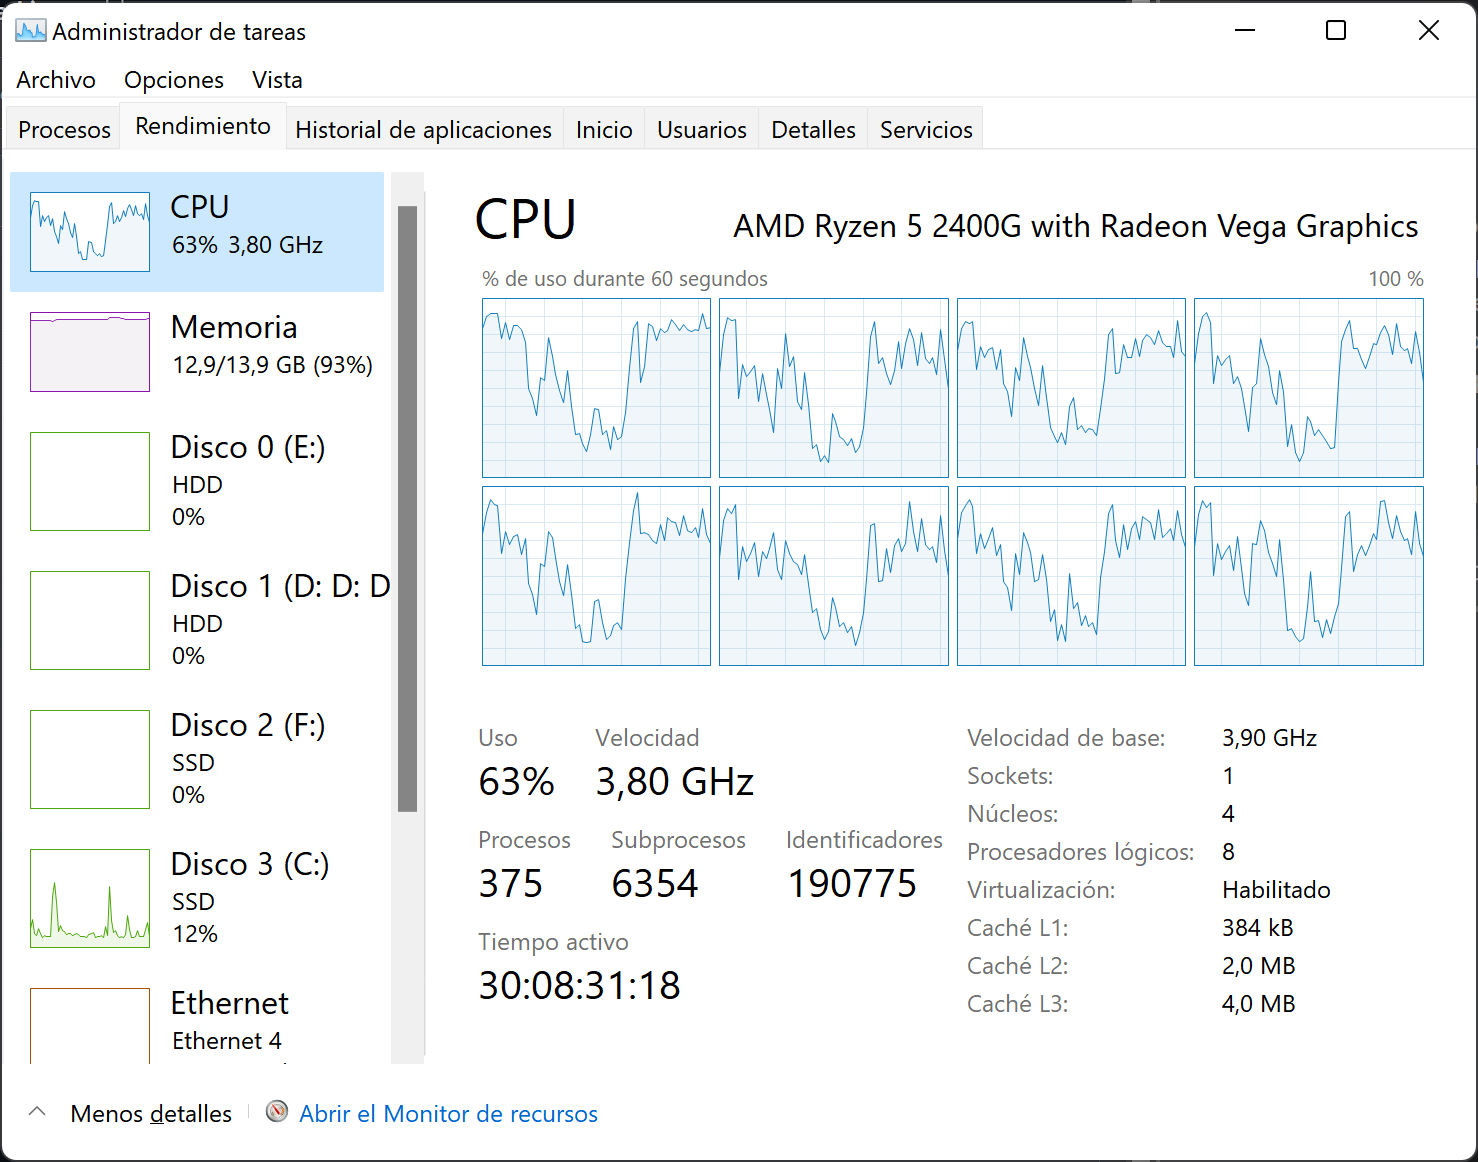 Administrador de tareas
Archivo Opciones Vista
Procesos Rendimiento Historial de aplicaciones Inicio Usuarios Detalles Servicios
CPU
63% 3,80 GHz
Memoria
12,9/13,9 GB (93%)
Disco 0 (E:)
HDD
0%
Disco 1 (D: D: D
HDD
0%
Disco 2 (F:)
SSD
0%
Disco 3 (C:)
SSD
12%
Ethernet
Ethernet 4
CPU
AMD Ryzen 5 2400G with Radeon Vega Graphics
% de uso durante 60 segundos 100 %
Uso Velocidad
63% 3,80 GHz
Procesos Subprocesos Identificadores
375 6354 190775
Tiempo activo
30:08:31:18
Velocidad de base: 3,90 GHz
Sockets: 1
Núcleos: 4
Procesadores lógicos: 8
Virtualización: Habilitado
Caché L1: 384 kB
Caché L2: 2,0 MB
Caché L3: 4,0 MB
Menos detalles Abrir el Monitor de recursos